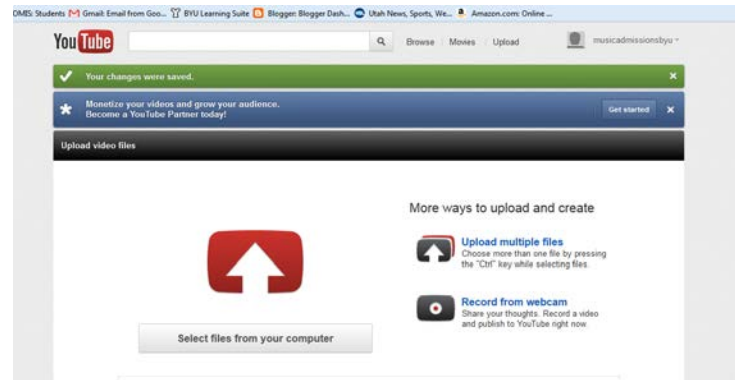 OMES: Students Gmail: Email from Goo... BYU Learning Suite Blogger: Blogger Dash... Utah News, Sports, We... Amazon.com: Online ...
YouTube Browse Movies Upload musicadmissionsbyu
Your changes were saved.
Monetize your videos and grow your audience.
Become a YouTube Partner today!
Get started
Upload video files
More ways to upload and create
Upload multiple files
Choose more than one file by pressing
the "Ctrl" key while selecting files.
Record from webcam
Share your thoughts. Record a video
and publish to YouTube right now
Select files from your computer